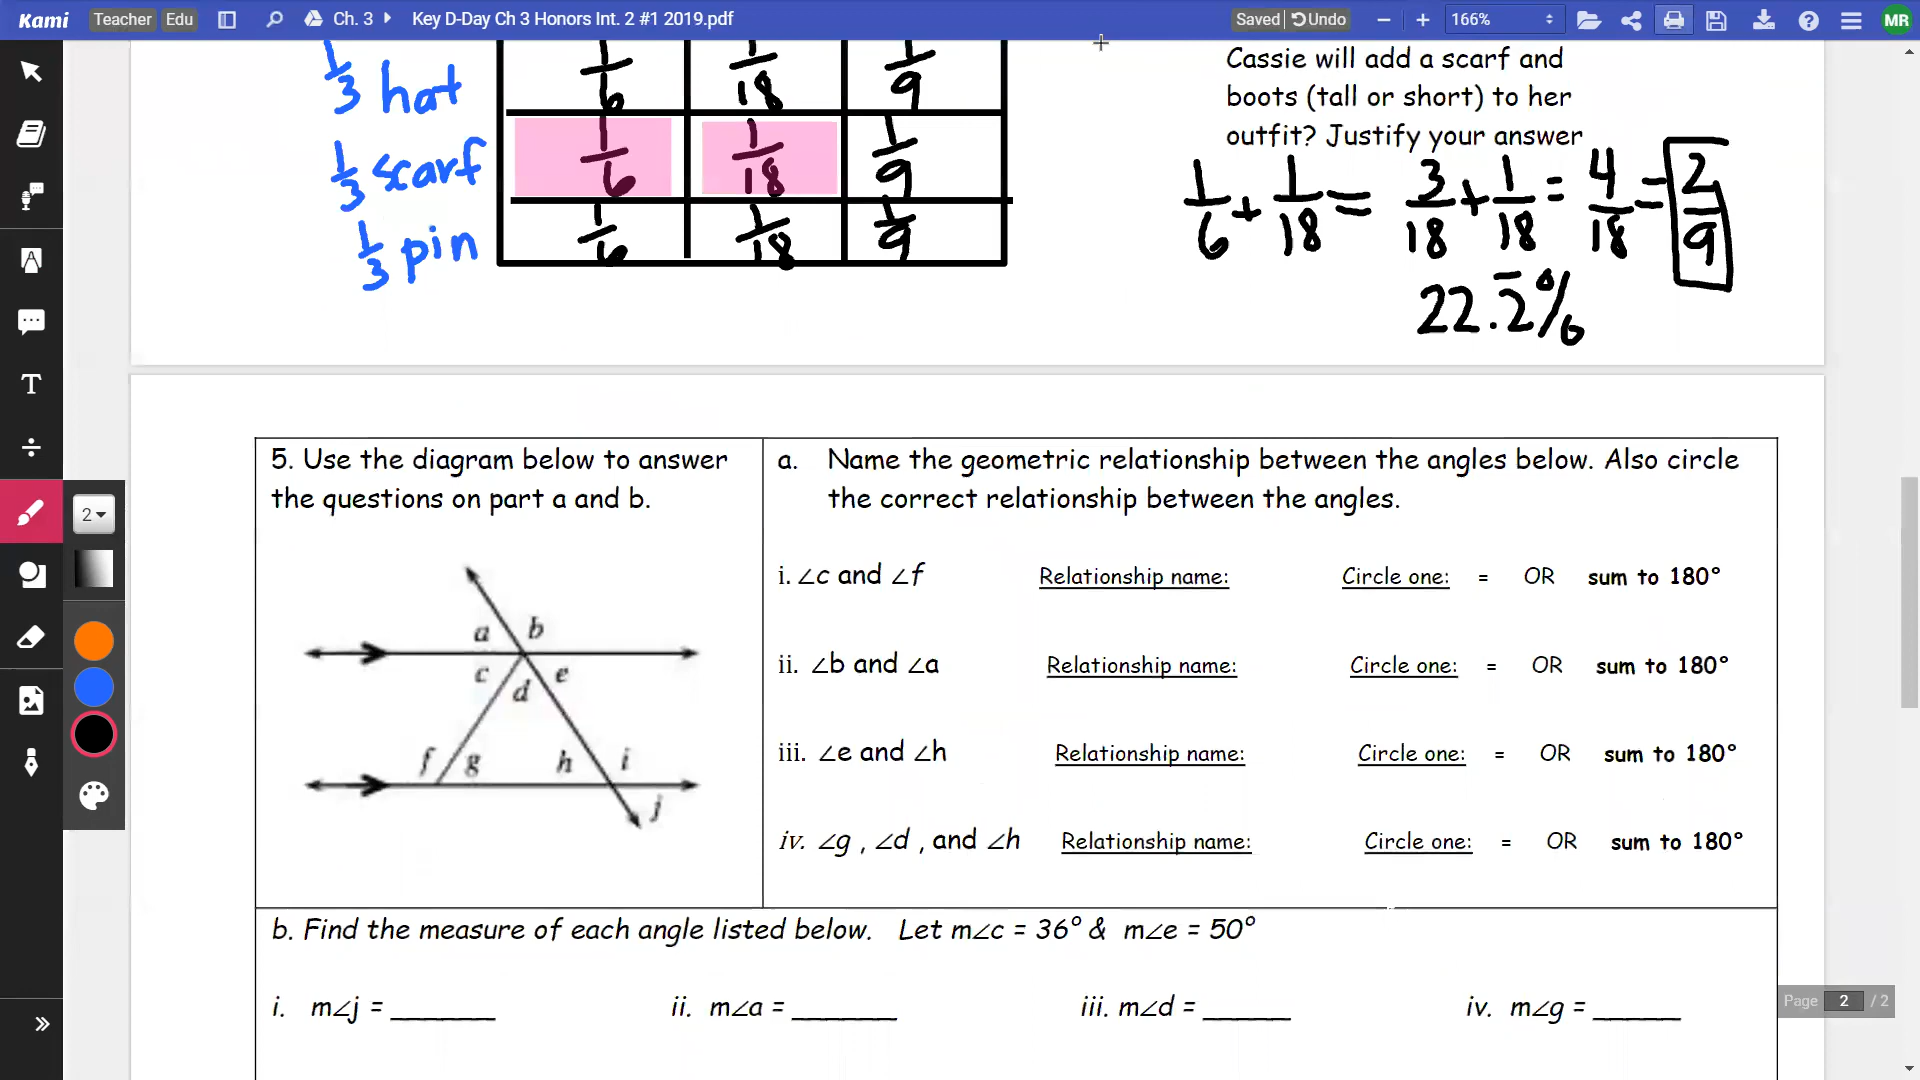 Kami Teacher Edu Ch. 3 Key D-Day Ch 3 Honors Int. 2 #1 2019.pdf Saved Undo 166% MR
1/3 hat
1/3 scarf
1/3 pin
1/6 1/18 1/9
1/6 1/18 1/9
1/6 1/18 1/9
Cassie will add a scarf and
boots (tall or short) to her
outfit? Justify your answer
1/6 + 1/18 = 3/18 + 1/18 = 4/18 = 2/9
22.2̅%
5. Use the diagram below to answer
the questions on part a and b.
a b
c d e
f g h i
j
a. Name the geometric relationship between the angles below. Also circle
the correct relationship between the angles.
i. ∠c and ∠f Relationship name: Circle one: = OR sum to 180°
ii. ∠b and ∠a Relationship name: Circle one: = OR sum to 180°
iii. ∠e and ∠h Relationship name: Circle one: = OR sum to 180°
iv. ∠g , ∠d , and ∠h Relationship name: Circle one: = OR sum to 180°
b. Find the measure of each angle listed below. Let m∠c = 36° & m∠e = 50°
i. m∠j = _______ ii. m∠a = _______ iii. m∠d = ______ iv. m∠g = ______
2
T
Page 2 / 2